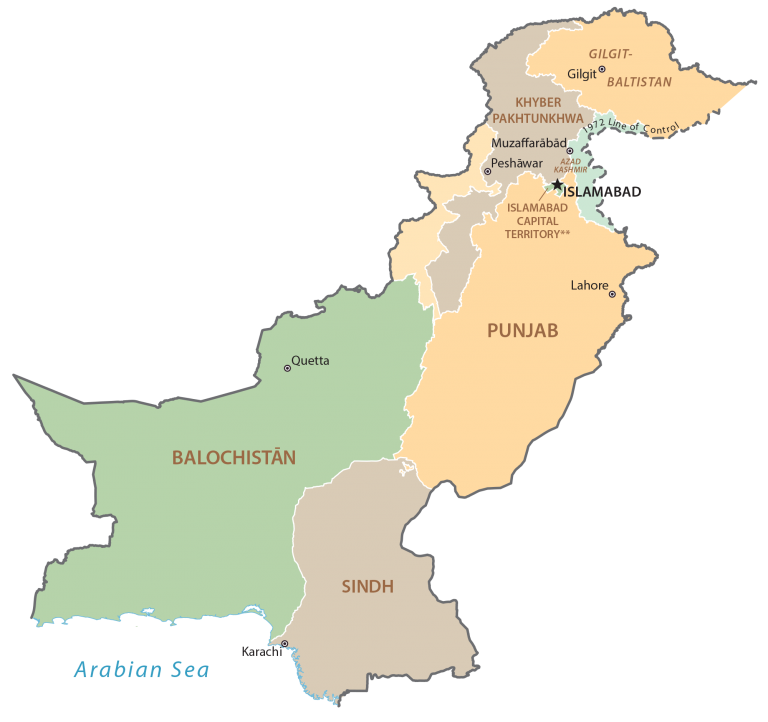 GILGIT-
BALTISTAN
Gilgit
KHYBER
PAKHTUNKHWA
1972 Line of Control
Muzaffarābād
AZAD
KASHMIR
Peshāwar
ISLAMABAD
ISLAMABAD
CAPITAL
TERRITORY**
Lahore
PUNJAB
Quetta
BALOCHISTĀN
SINDH
Karachi
Arabian Sea